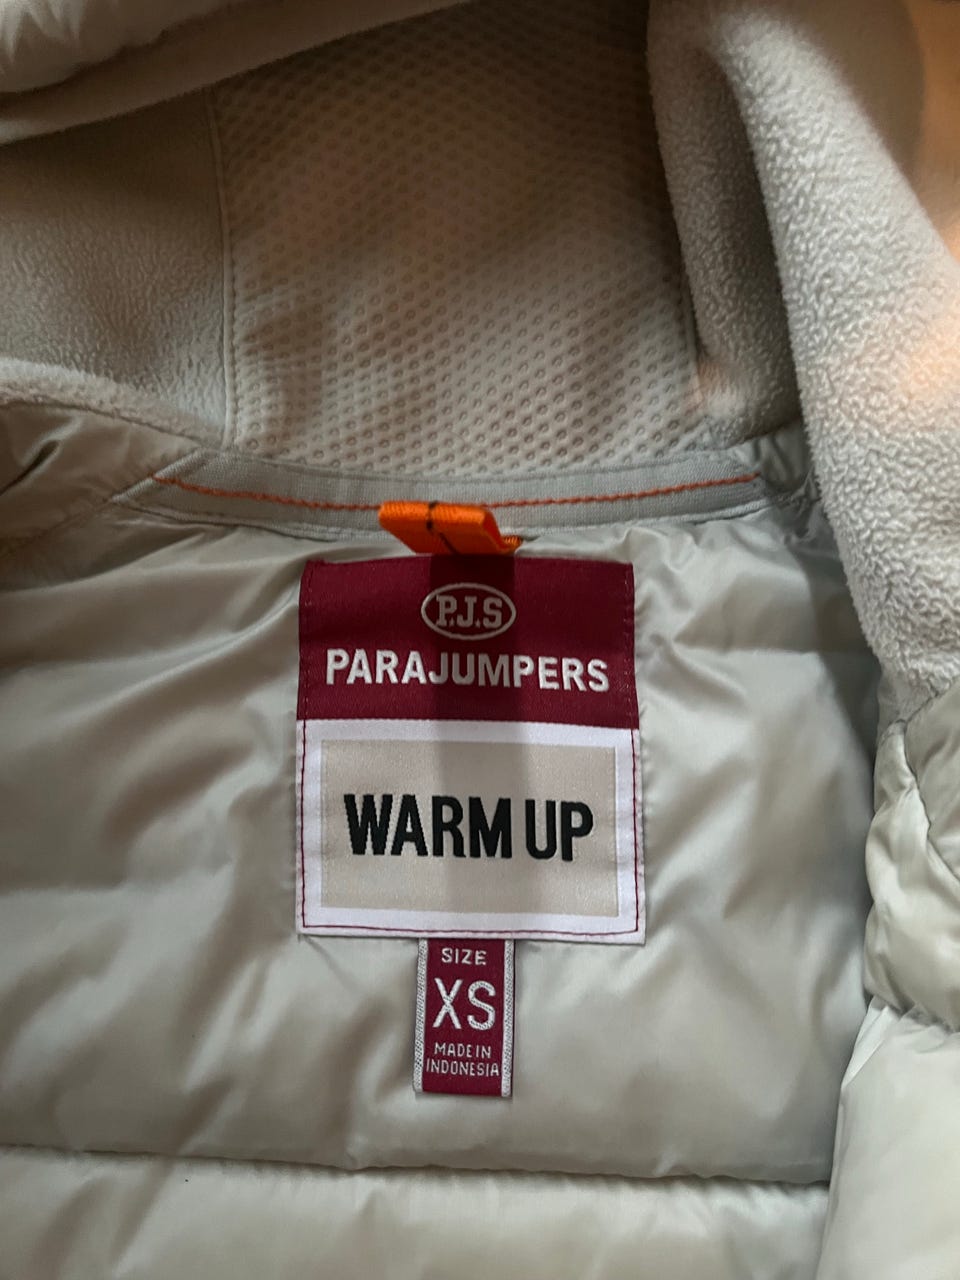 P.J.S
PARAJUMPERS
WARM UP
SIZE
XS
MADE IN
INDONESIA